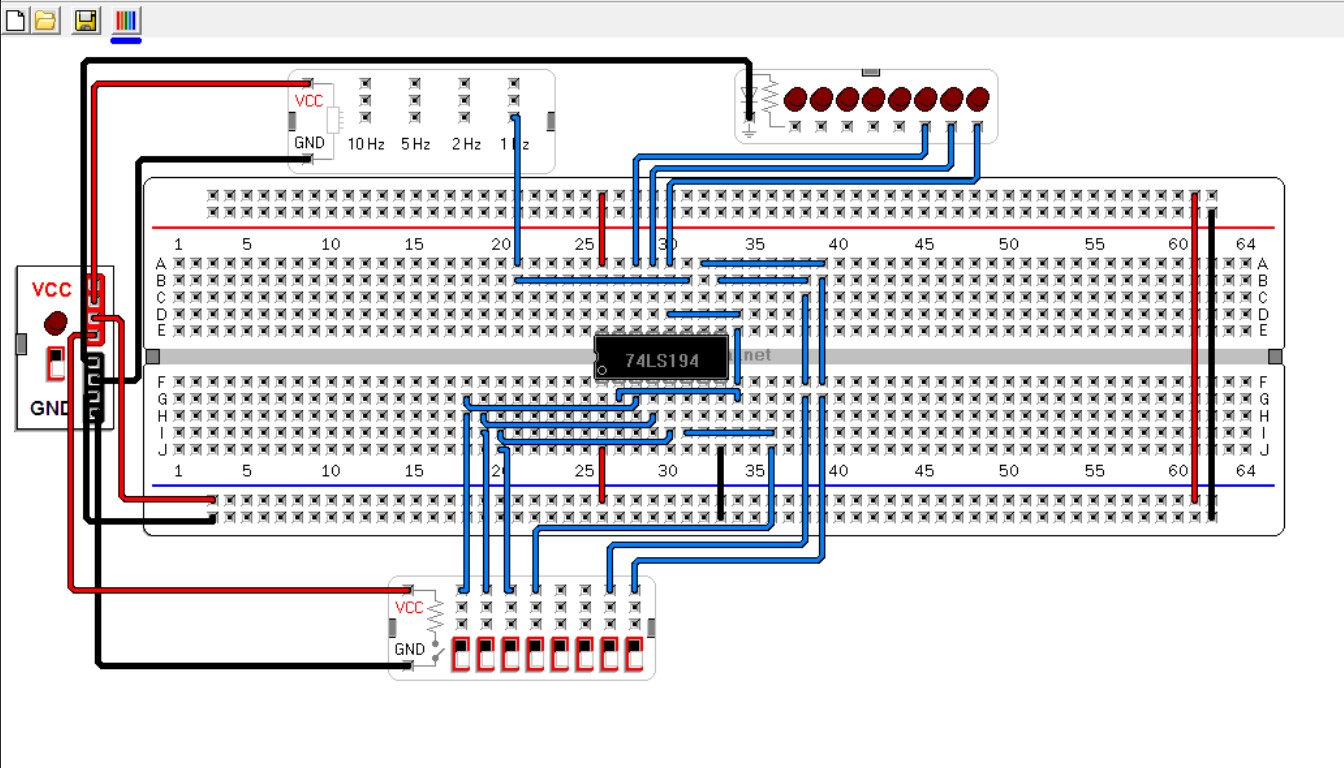 VCC
GND
10 Hz 5 Hz 2 Hz 1 Hz
1 5 10 15 20 25 30 35 40 45 50 55 60 64
A A
B B
C C
D D
E E
VCC
74LS194 .net
GND
F F
G G
H H
I I
J J
1 5 10 15 20 25 30 35 40 45 50 55 60 64
VCC
GND